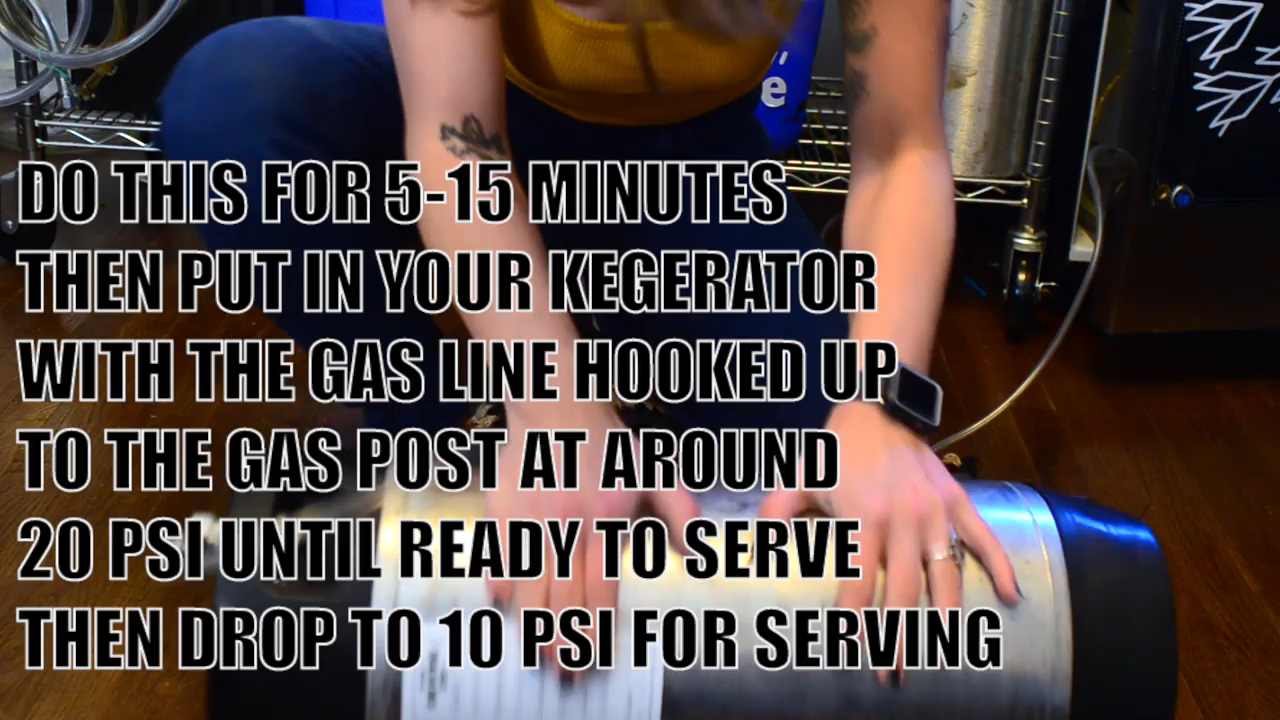 e
DO THIS FOR 5-15 MINUTES
THEN PUT IN YOUR KEGERATOR
WITH THE GAS LINE HOOKED UP
TO THE GAS POST AT AROUND
20 PSI UNTIL READY TO SERVE
THEN DROP TO 10 PSI FOR SERVING